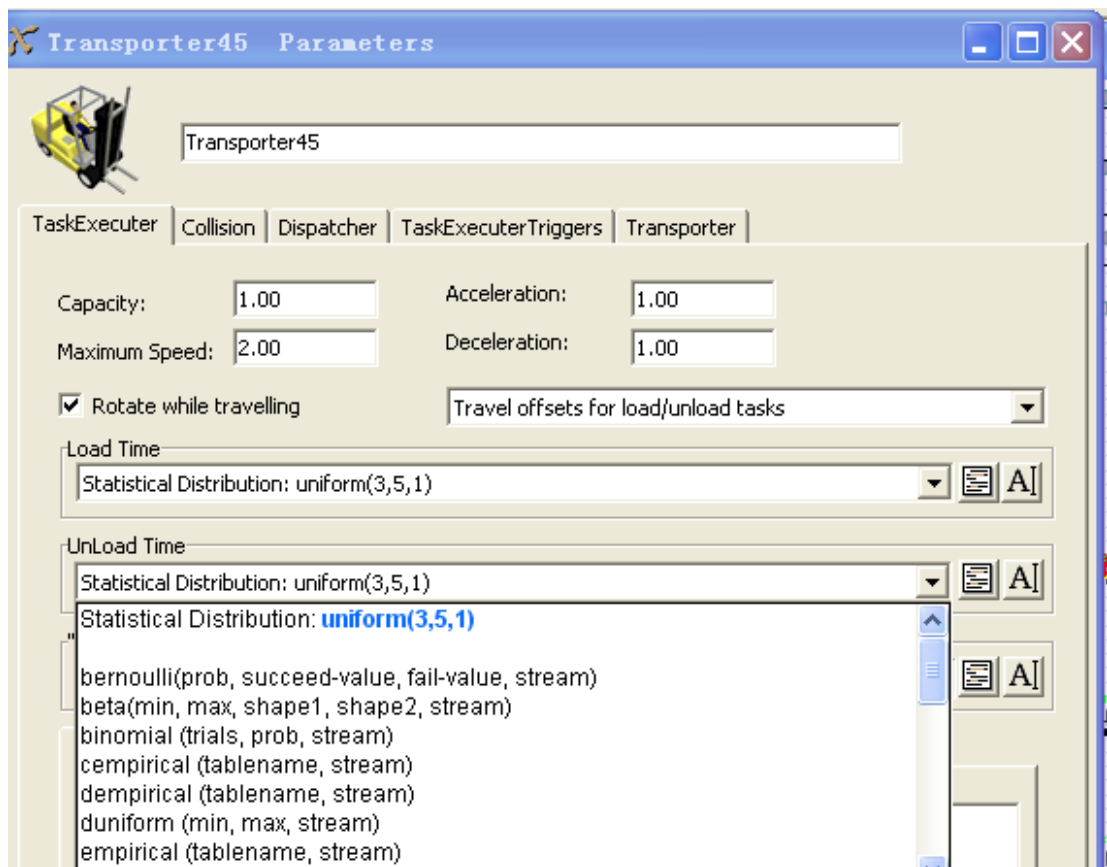 Transporter45 Parameters
Transporter45
TaskExecuter Collision Dispatcher TaskExecuterTriggers Transporter
Capacity: 1.00 Acceleration: 1.00
Maximum Speed: 2.00 Deceleration: 1.00
Rotate while travelling Travel offsets for load/unload tasks
Load Time
Statistical Distribution: uniform(3,5,1)
UnLoad Time
Statistical Distribution: uniform(3,5,1)
Statistical Distribution: uniform(3,5,1)
bernoulli(prob, succeed-value, fail-value, stream)
beta(min, max, shape1, shape2, stream)
binomial (trials, prob, stream)
cempirical (tablename, stream)
dempirical (tablename, stream)
duniform (min, max, stream)
empirical (tablename, stream)